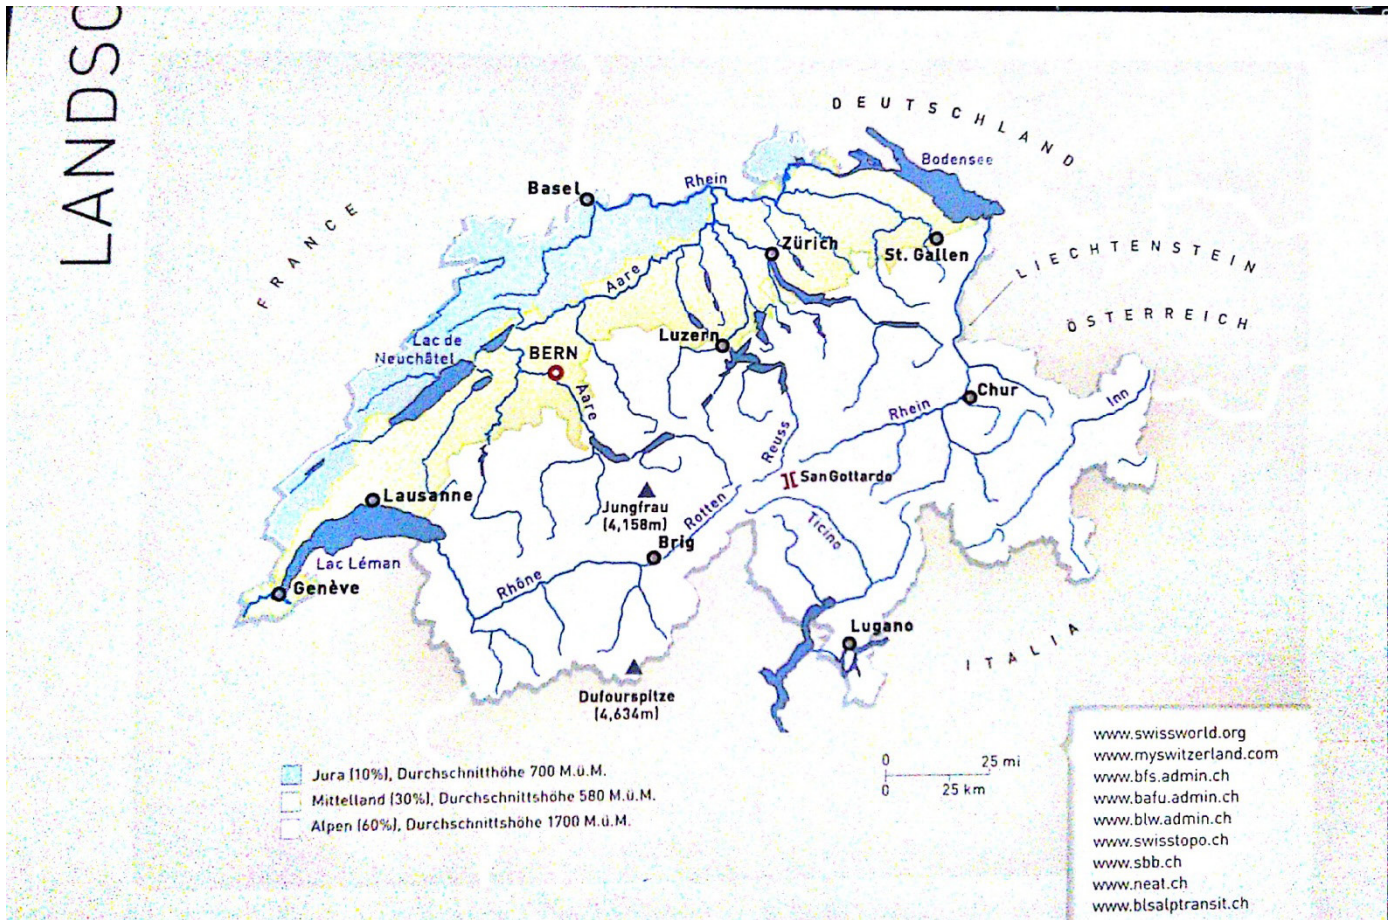 LANDSC
DEUTSCHLAND
Bodensee
Rhein
Basel
FRANCE
Zürich
St. Gallen
LIECHTENSTEIN
Aare
ÖSTERREICH
Lac de
Neuchâtel
Luzern
BERN
Aare
Chur
Inn
Rhein
Reuss
San Gottardo
Lausanne
Jungfrau
(4,158m)
Rotten
Ticino
Brig
Lac Léman
Rhône
Genève
Lugano
ITALIA
Dufourspitze
(4,634m)
Jura (10%), Durchschnitthöhe 700 M.ü.M.
Mittelland (30%), Durchschnittshöhe 580 M.ü.M.
Alpen (60%), Durchschnittshöhe 1700 M.ü.M.
0 25 mi
0 25 km
www.swissworld.org
www.myswitzerland.com
www.bfs.admin.ch
www.bafu.admin.ch
www.blw.admin.ch
www.swisstopo.ch
www.sbb.ch
www.neat.ch
www.blsalptransit.ch